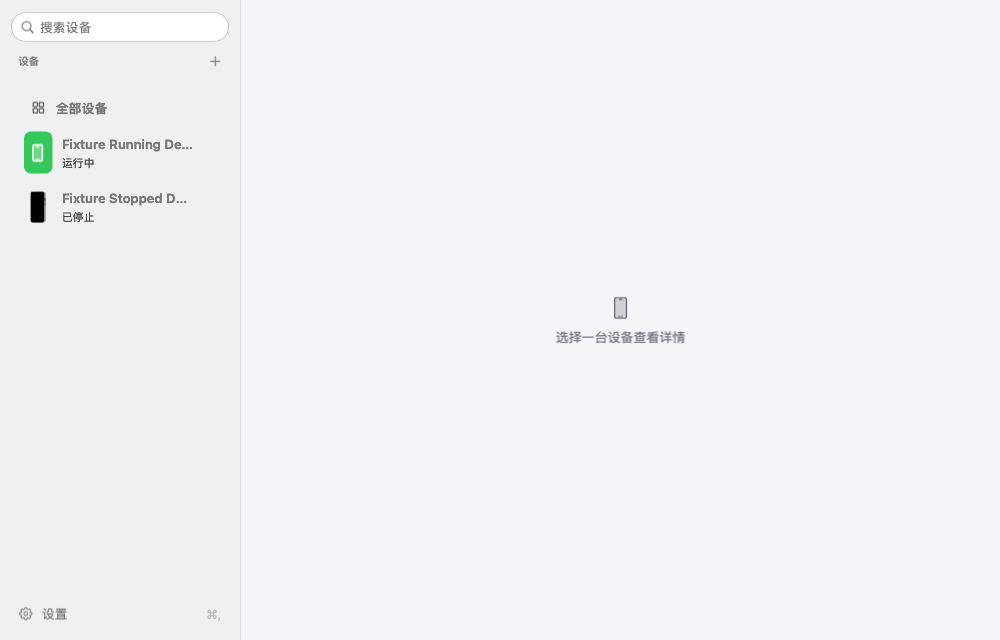 搜索设备
设备
全部设备
Fixture Running De...
运行中
Fixture Stopped D...
已停止
选择一台设备查看详情
设置 ⌘,